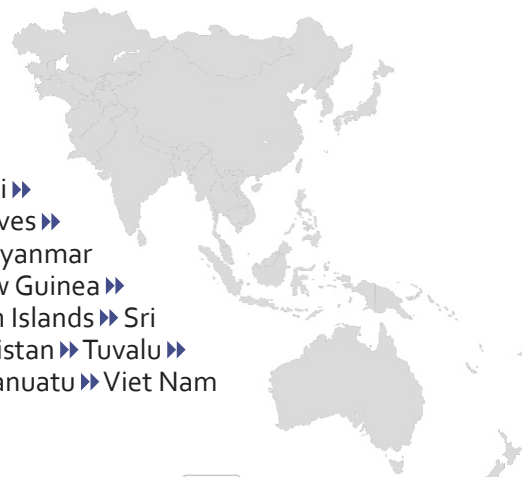 i ▸▸
ves ▸▸
yanmar
w Guinea ▸▸
n Islands ▸▸ Sri
istan ▸▸ Tuvalu ▸▸
anuatu ▸▸ Viet Nam